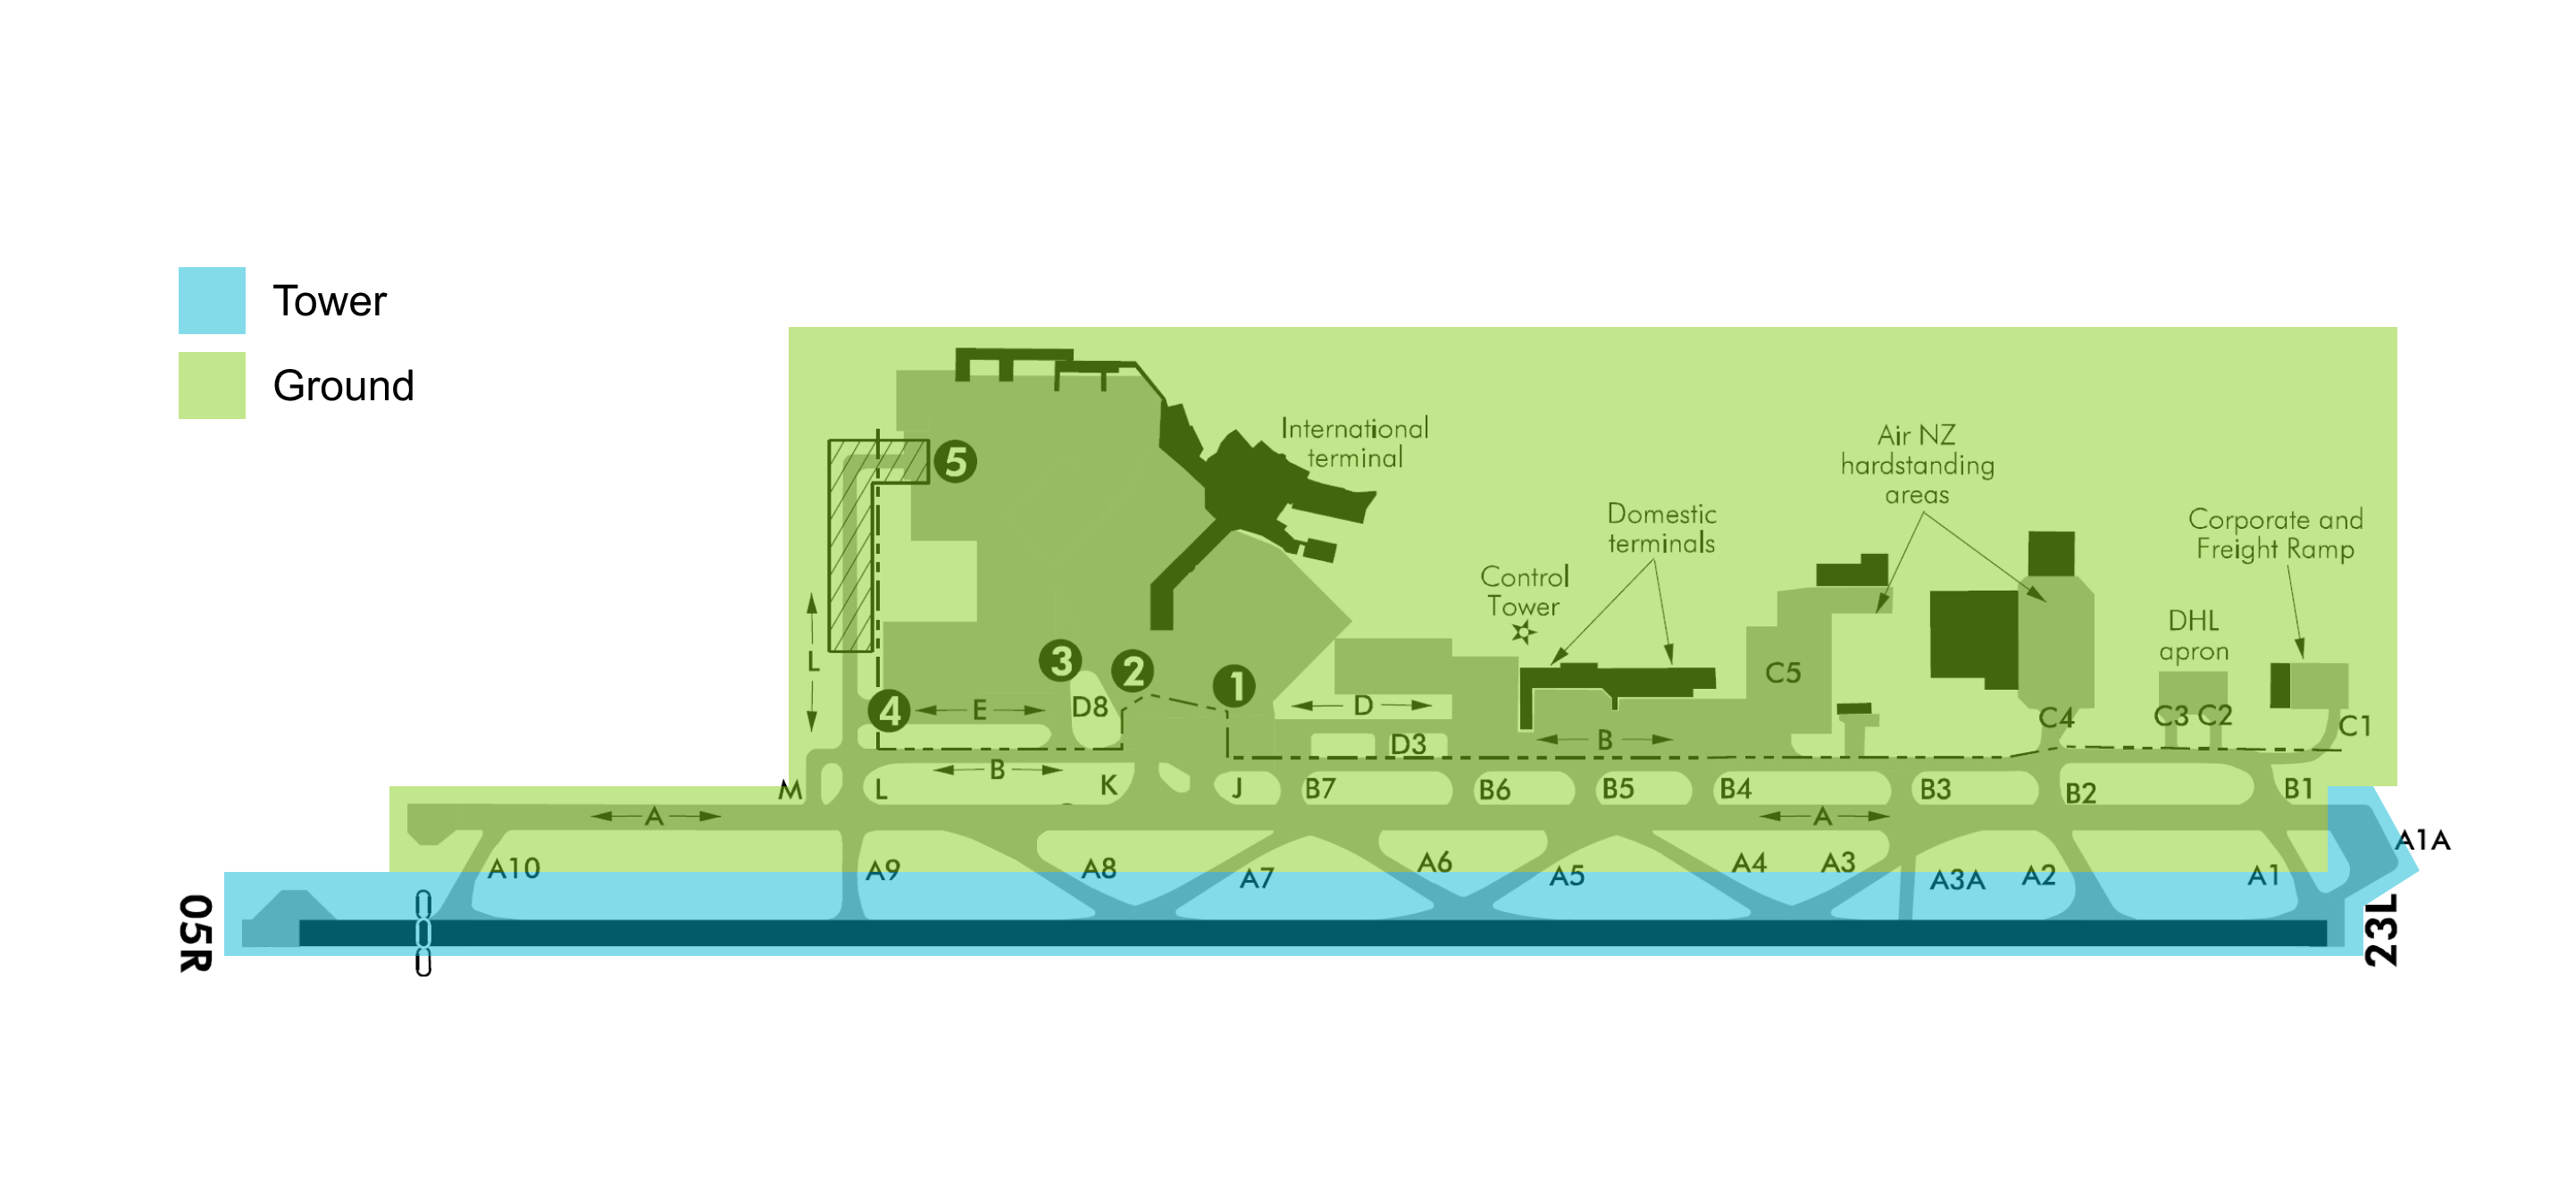 Tower
Ground
International
terminal
Air NZ
hardstanding
areas
Domestic
terminals
Corporate and
Freight Ramp
Control
Tower
DHL
apron
5
3
2
1
4
L
E
D8
D
D3
B
C5
C4
C3
C2
C1
B
M
L
K
J
B7
B6
B5
B4
B3
B2
B1
A
A
A1A
A10
A9
A8
A7
A6
A5
A4
A3
A3A
A2
A1
05R
23L